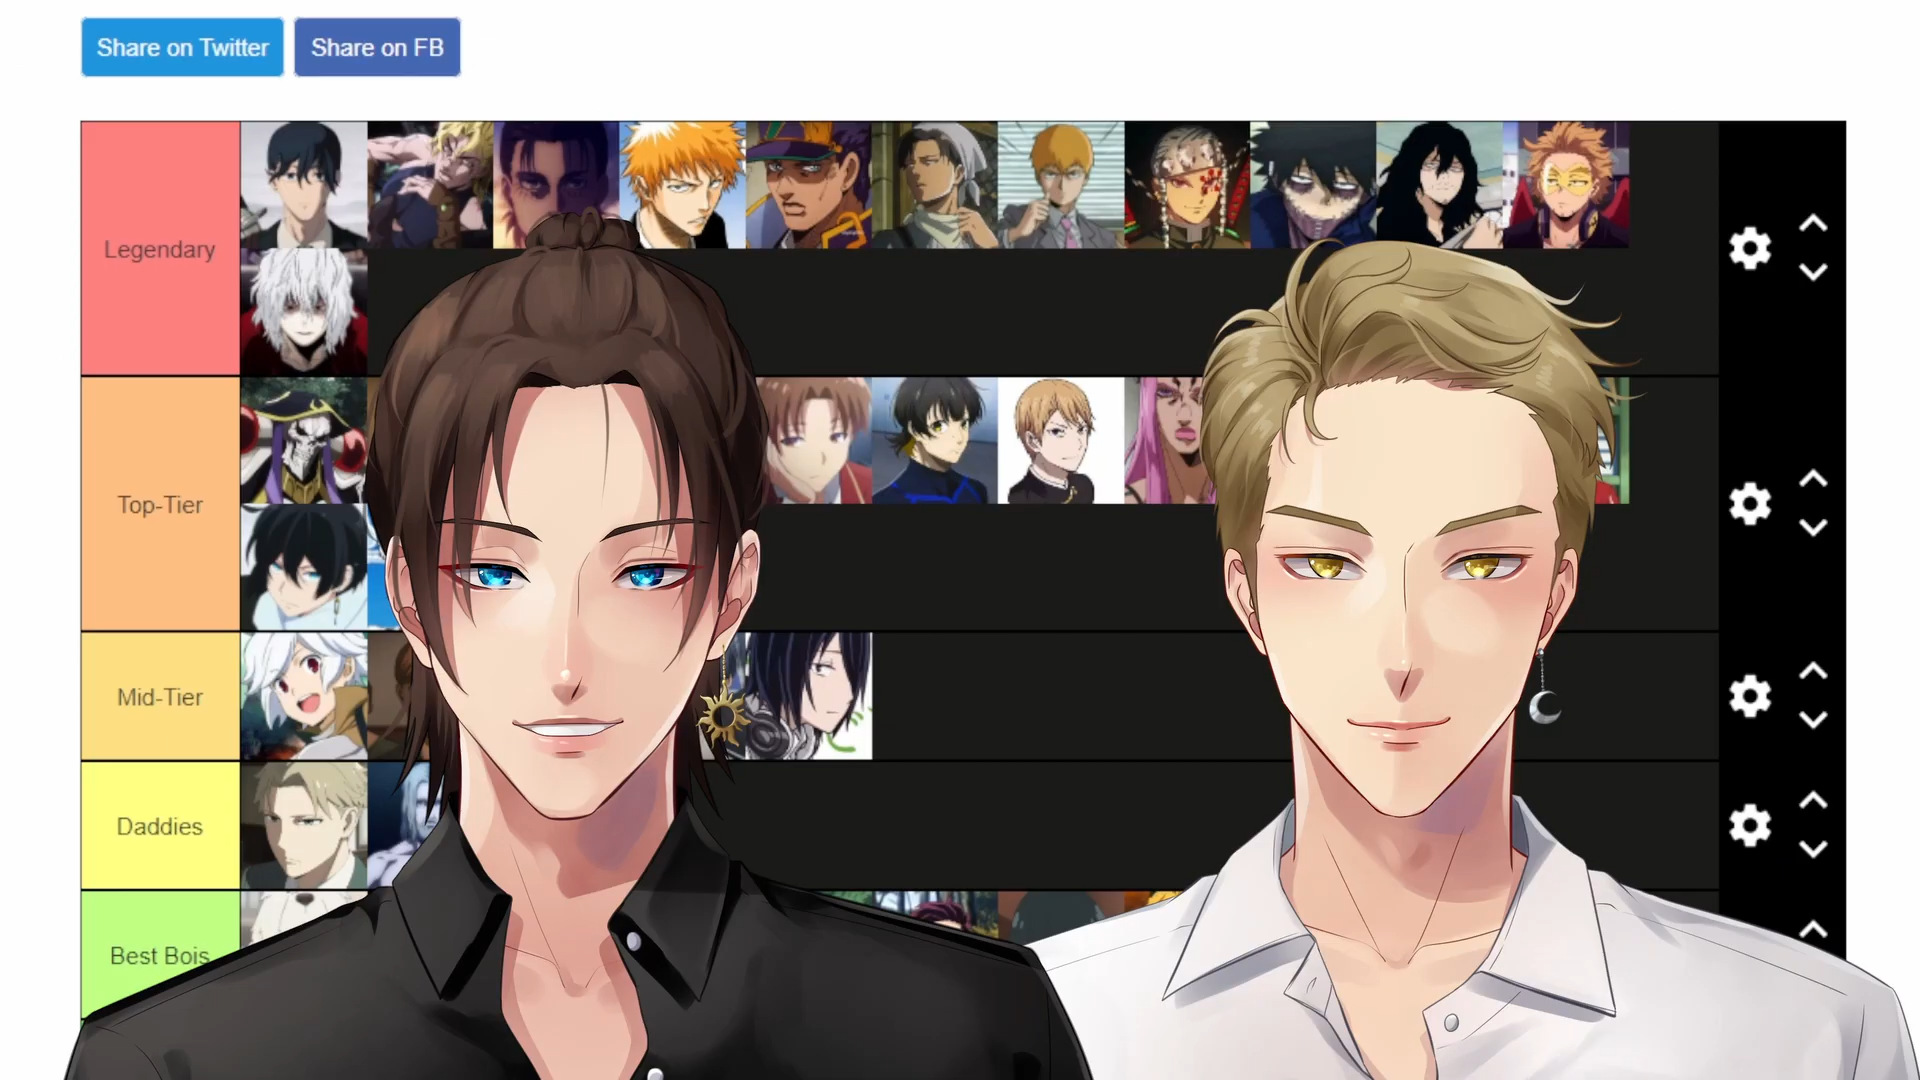 Share on Twitter
Share on FB
Legendary
Top-Tier
Mid-Tier
Daddies
Best Bois